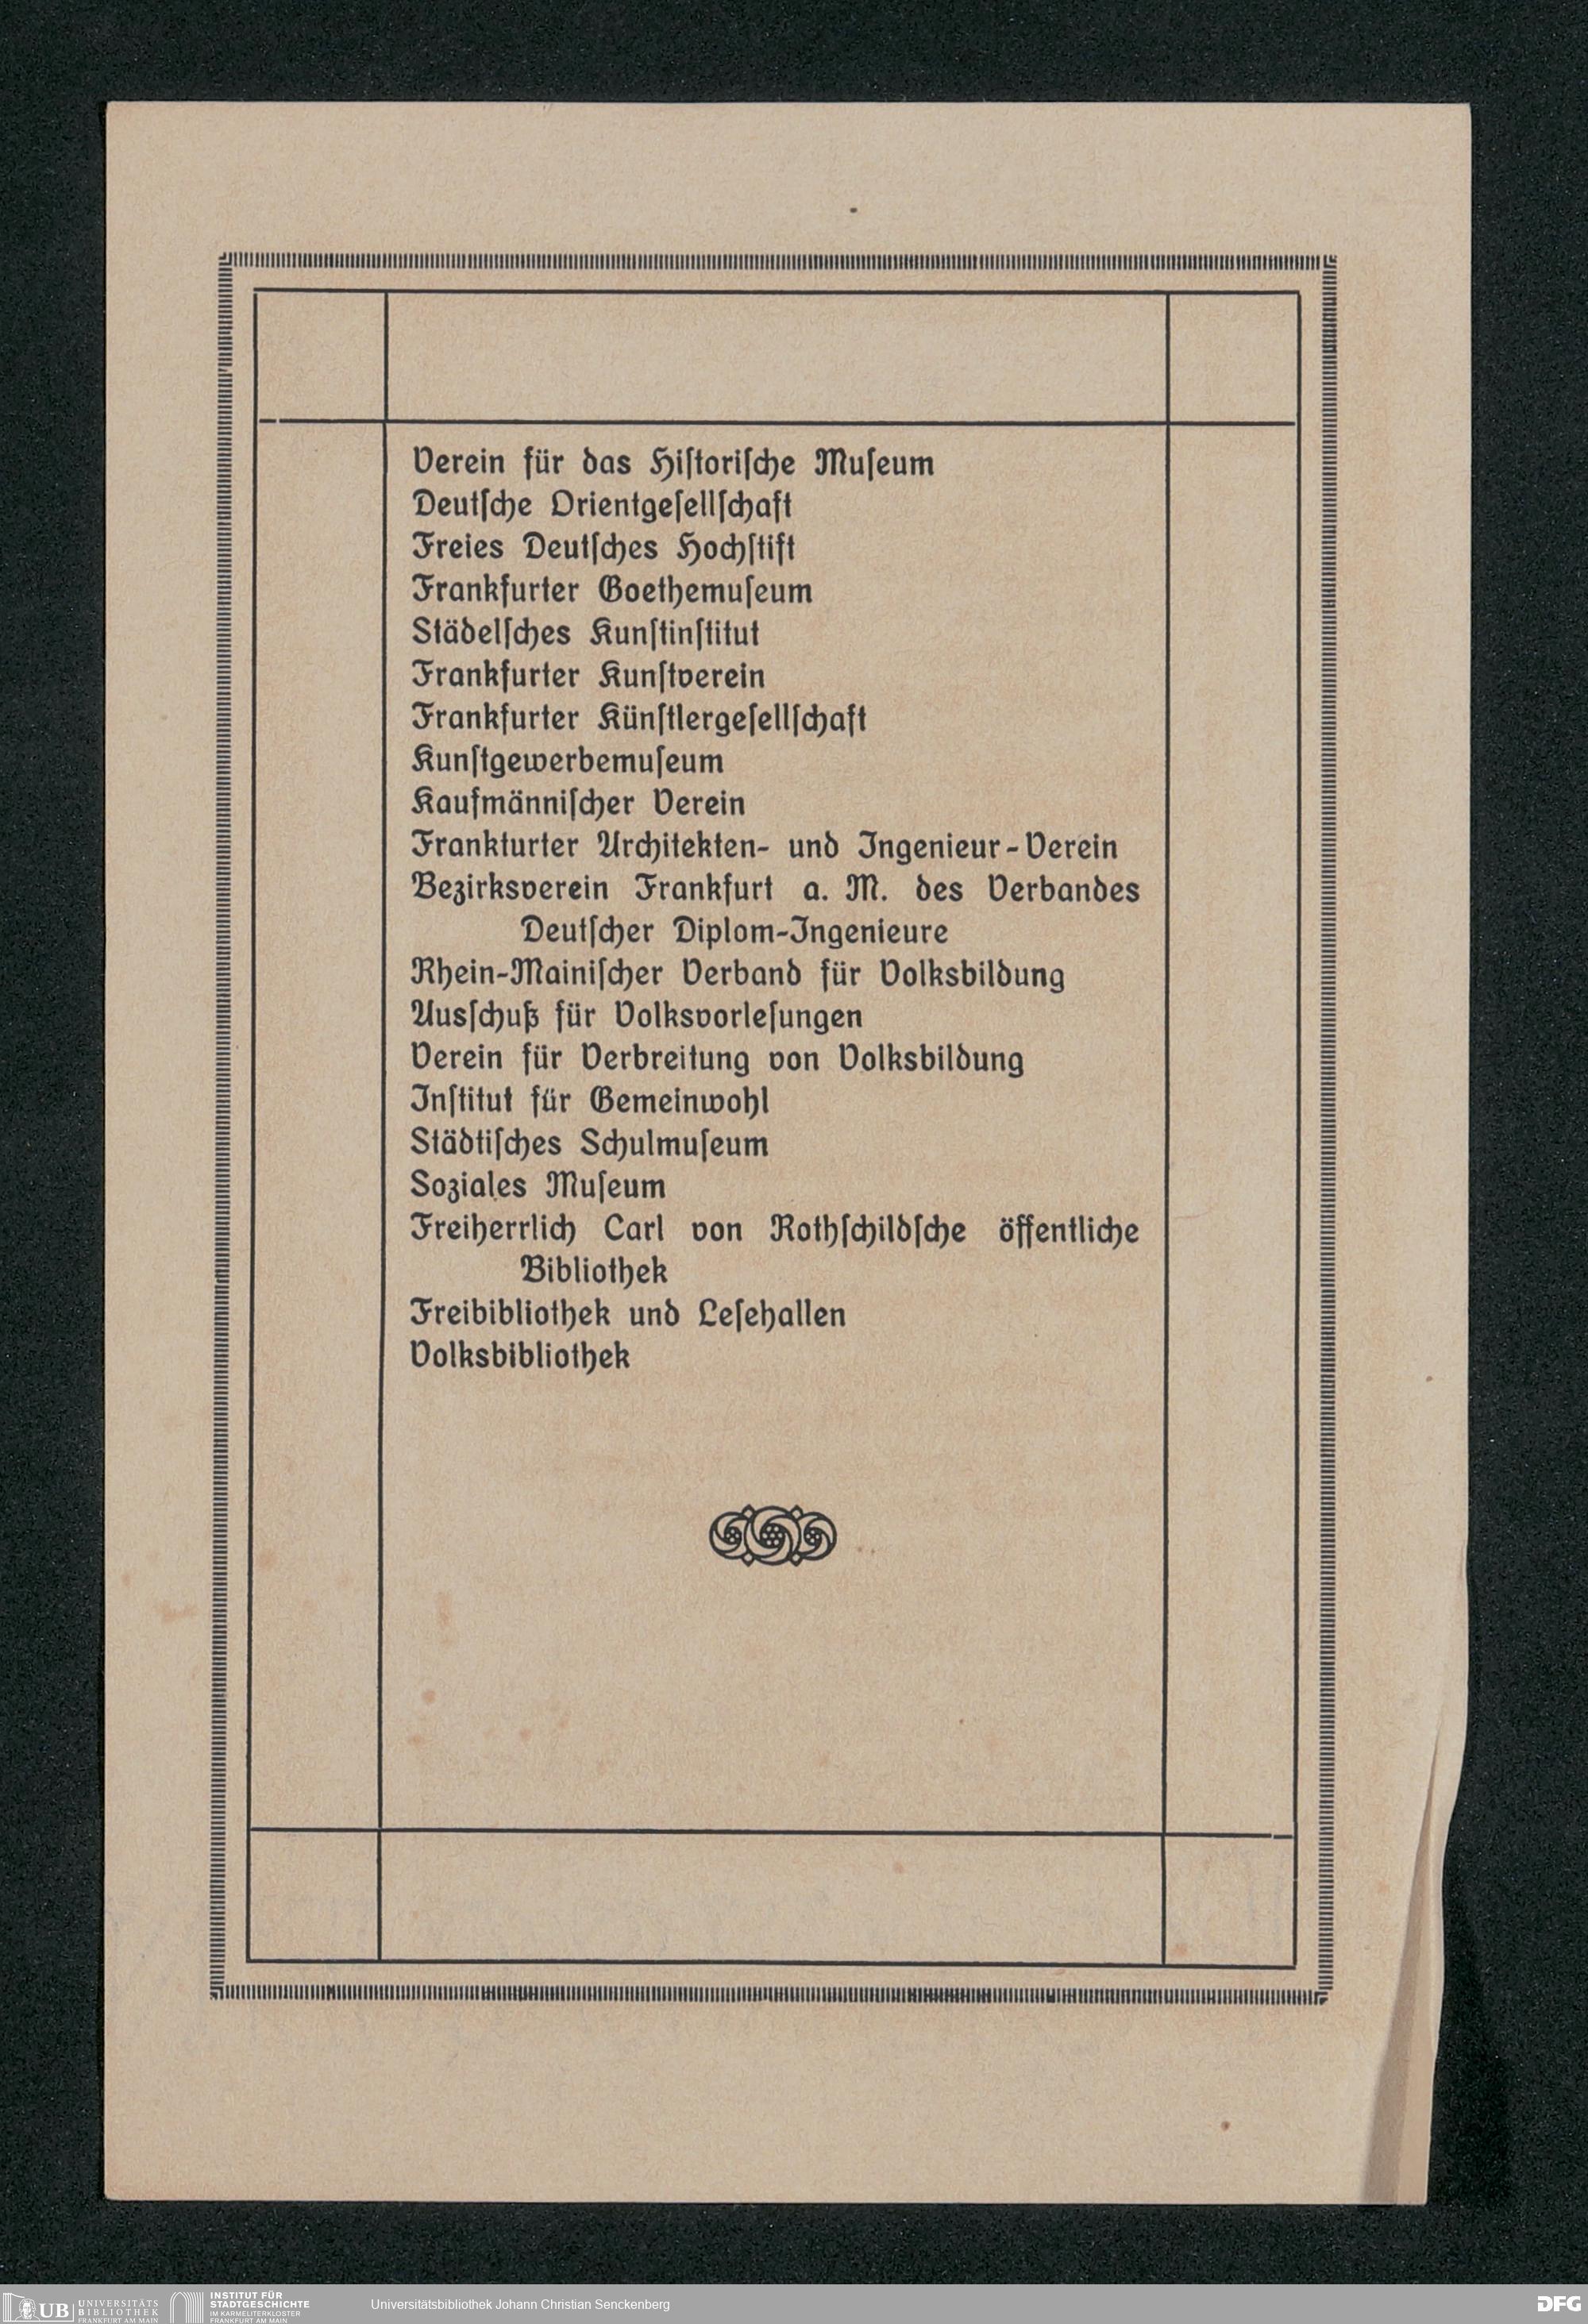 Verein für das Hiſtoriſche Muſeum
Deutſche Orientgeſellſchaft
Freies Deutſches Hochſtift
Frankfurter Goethemuſeum
Städelſches Kunſtinſtitut
Frankfurter Kunſtverein
Frankfurter Künſtlergeſellſchaft
Kunſtgewerbemuſeum
Kaufmänniſcher Verein
Frankturter Architekten- und Ingenieur-Verein
Bezirksverein Frankfurt a. M. des Verbandes
Deutſcher Diplom-Ingenieure
Rhein-Mainiſcher Verband für Volksbildung
Ausſchuß für Volksvorleſungen
Verein für Verbreitung von Volksbildung
Inſtitut für Gemeinwohl
Städtiſches Schulmuſeum
Soziales Muſeum
Freiherrlich Carl von Rothſchildſche öffentliche
Bibliothek
Freibibliothek und Leſehallen
Volksbibliothek
UB UNIVERSITÄTS
BIBLIOTHEK
FRANKFURT AM MAIN
INSTITUT FÜR
STADTGESCHICHTE
IM KARMELITERKLOSTER
FRANKFURT AM MAIN
Universitätsbibliothek Johann Christian Senckenberg
DFG